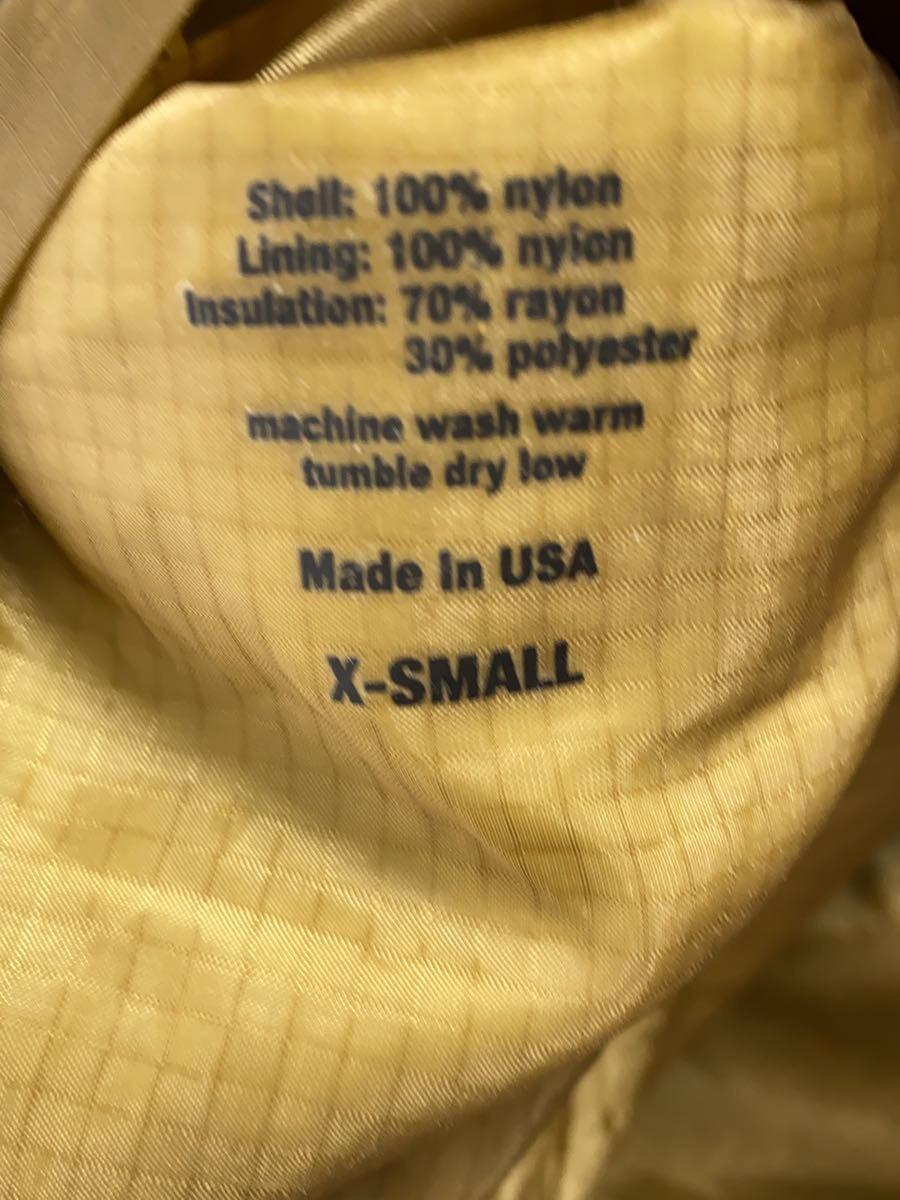 Shell: 100% nylon
Lining: 100% nylon
Insulation: 70% rayon
30% polyester
machine wash warm
tumble dry low
Made In USA
X-SMALL